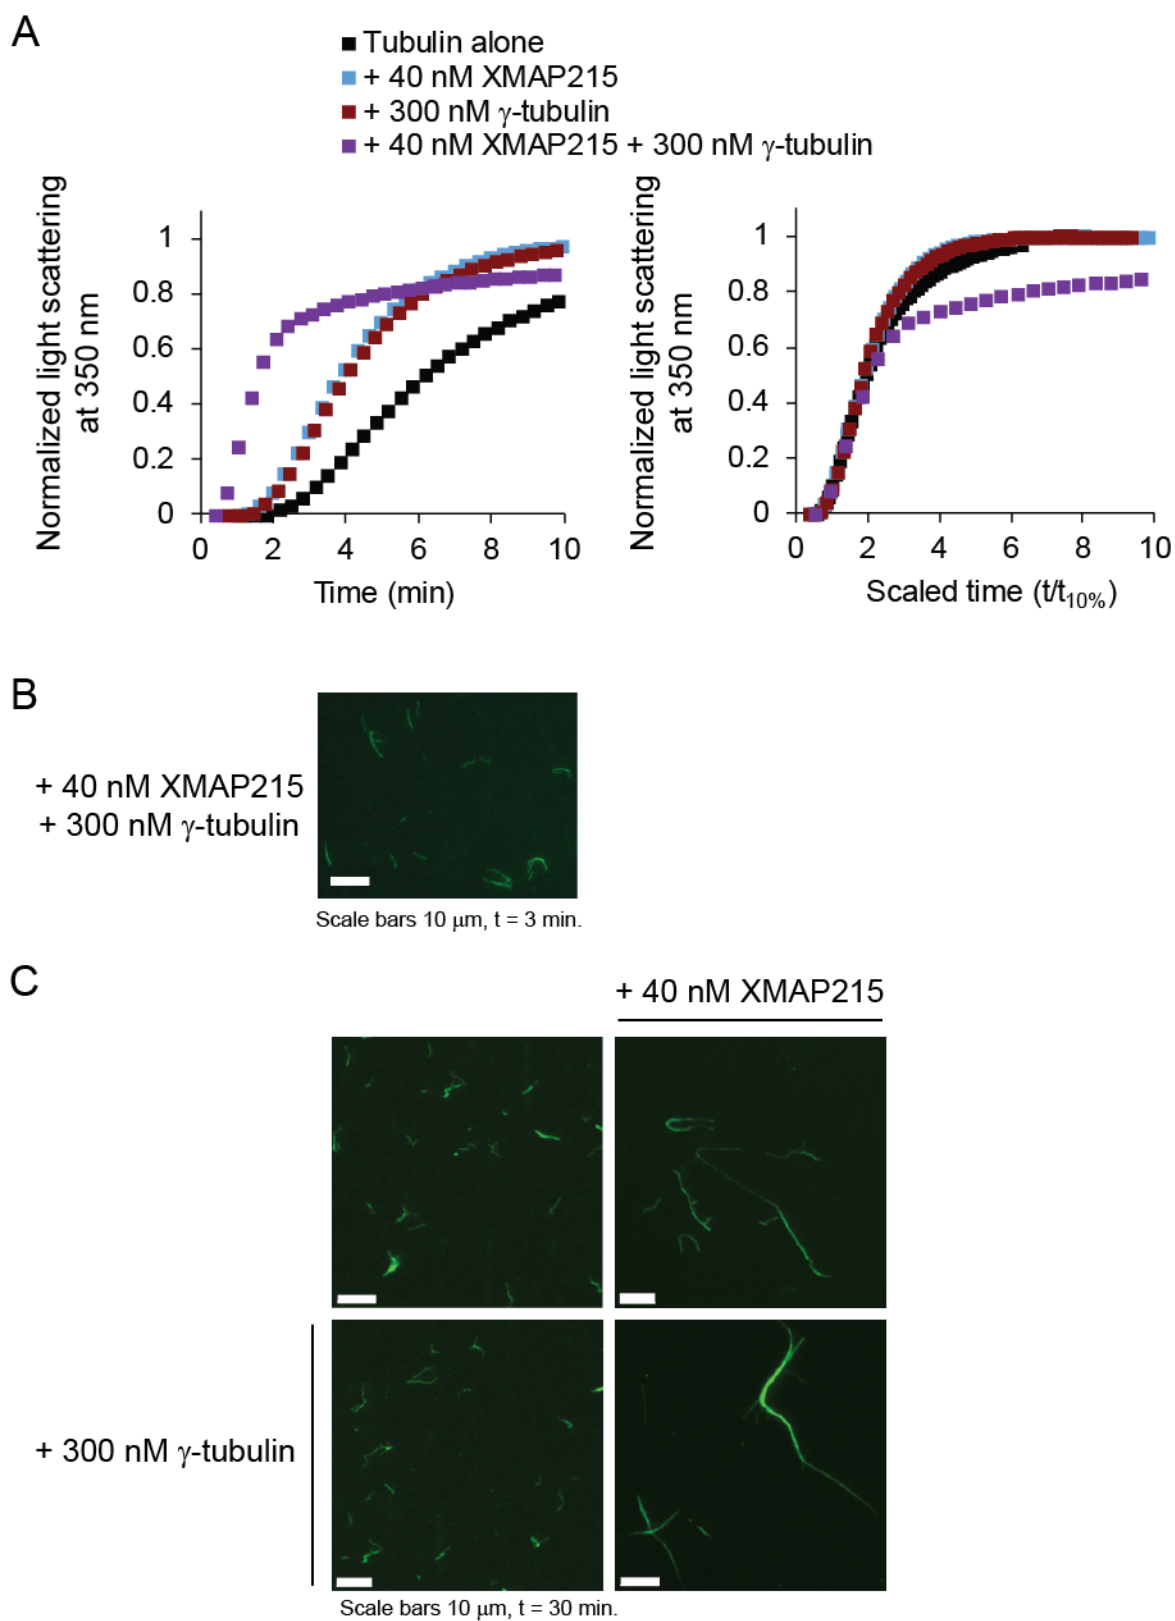 A
Tubulin alone
+ 40 nM XMAP215
+ 300 nM γ-tubulin
+ 40 nM XMAP215 + 300 nM γ-tubulin
Normalized light scattering
at 350 nm
1
0.8
0.6
0.4
0.2
0
0 2 4 6 8 10
Time (min)
Normalized light scattering
at 350 nm
1
0.8
0.6
0.4
0.2
0
0 2 4 6 8 10
Scaled time (t/t10%)
B
+ 40 nM XMAP215
+ 300 nM γ-tubulin
Scale bars 10 μm, t = 3 min.
C
+ 40 nM XMAP215
+ 300 nM γ-tubulin
Scale bars 10 μm, t = 30 min.